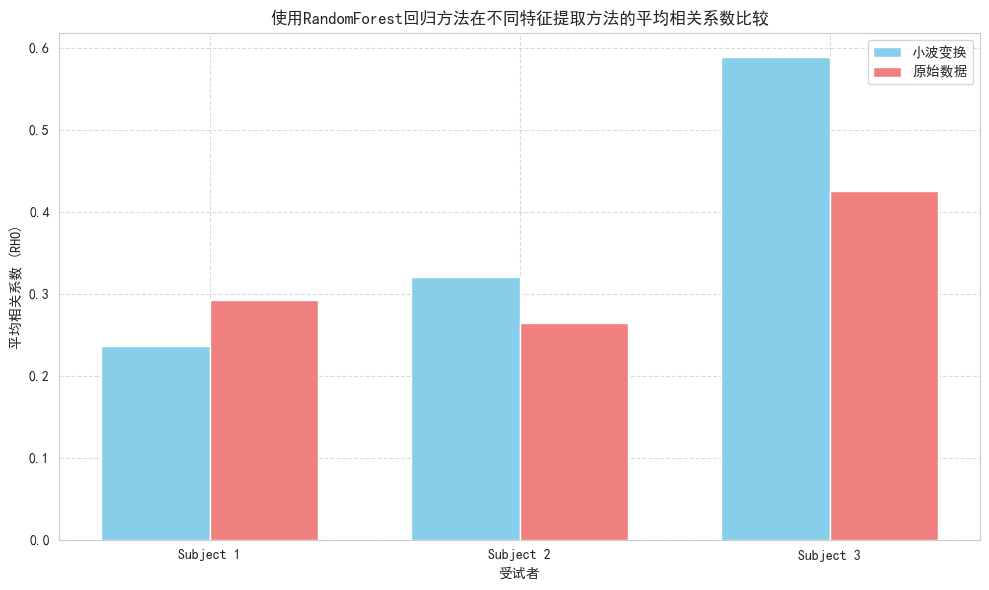 使用RandomForest回归方法在不同特征提取方法的平均相关系数比较
小波变换
原始数据
平均相关系数 (RHO)
0.6
0.5
0.4
0.3
0.2
0.1
0.0
Subject 1
Subject 2
Subject 3
受试者